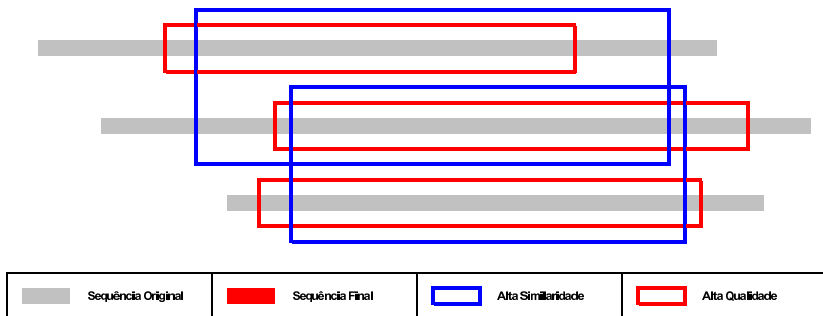 Sequência Original
Sequência Final
Alta Similaridade
Alta Qualidade